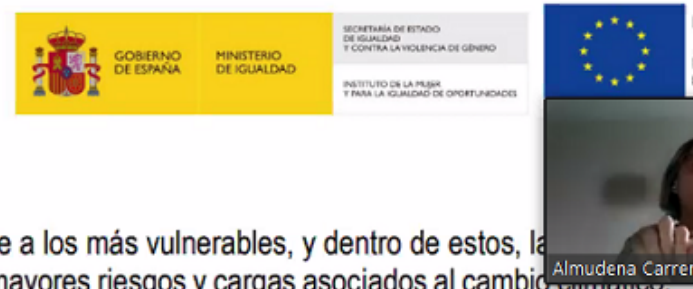 GOBIERNO
DE ESPAÑA
MINISTERIO
DE IGUALDAD
SECRETARÍA DE ESTADO
DE IGUALDAD
Y CONTRA LA VIOLENCIA DE GÉNERO
INSTITUTO DE LA MUJER
Y PARA LA IGUALDAD DE OPORTUNIDADES
e a los más vulnerables, y dentro de estos, la
mayores riesgos y cargas asociados al cambio
Almudena Carrer